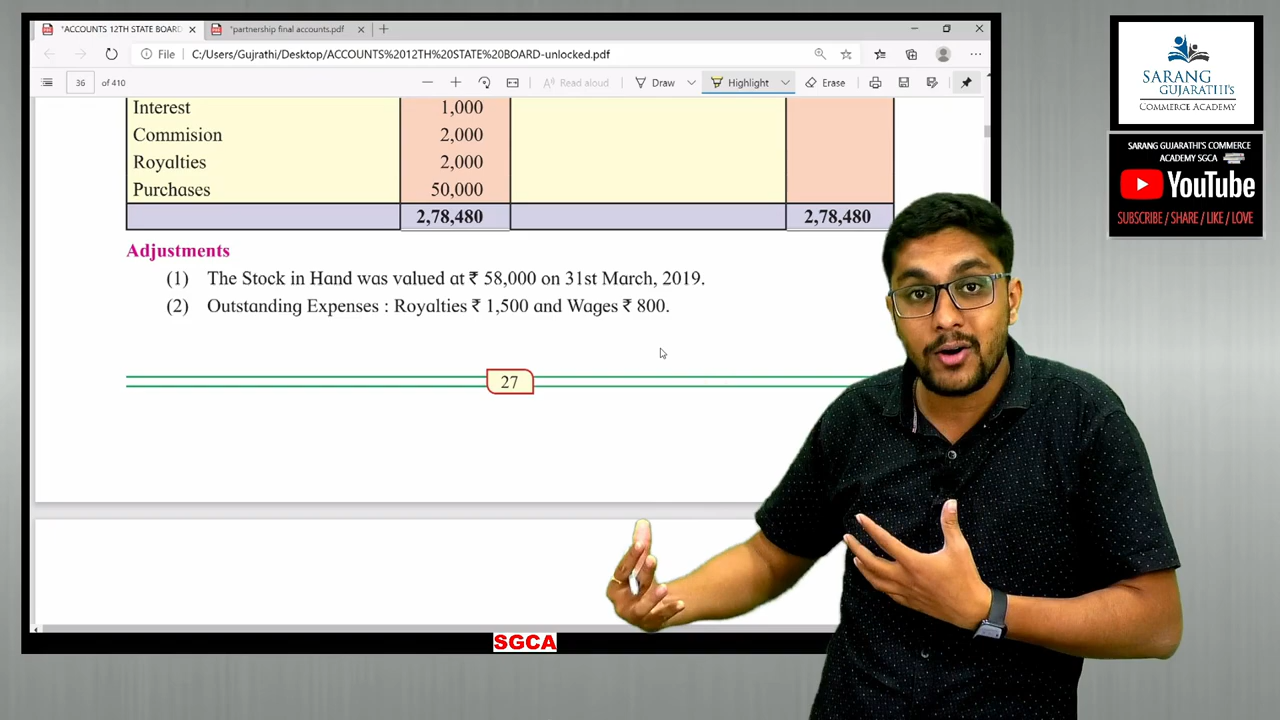 *ACCOUNTS 12TH STATE BOARD
*partnership final accounts.pdf
File
C:/Users/Gujrathi/Desktop/ACCOUNTS%2012TH%20STATE%20BOARD-unlocked.pdf
36 of 410
Read aloud
Draw
Highlight
Erase
Interest 1,000
Commision 2,000
Royalties 2,000
Purchases 50,000
2,78,480 2,78,480
Adjustments
(1) The Stock in Hand was valued at ₹ 58,000 on 31st March, 2019.
(2) Outstanding Expenses : Royalties ₹ 1,500 and Wages ₹ 800.
27
SGCA
SARANG
GUJARATHI'S
COMMERCE ACADEMY
SARANG GUJARATHI'S COMMERCE
ACADEMY SGCA
YouTube
SUBSCRIBE / SHARE / LIKE / LOVE